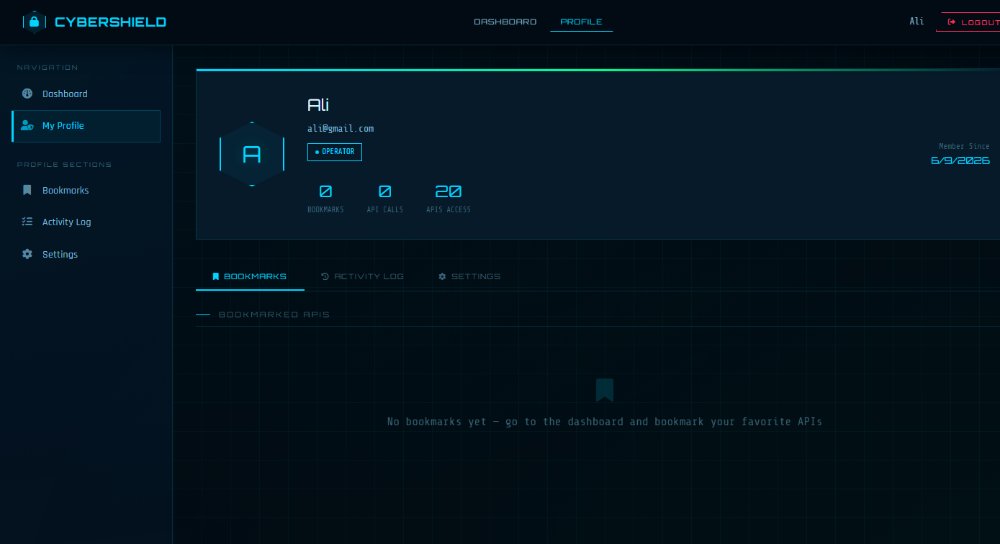 CYBERSHIELD
DASHBOARD PROFILE
Ali LOGOUT
NAVIGATION
Dashboard
My Profile
PROFILE SECTIONS
Bookmarks
Activity Log
Settings
A
Ali
ali@gmail.com
OPERATOR
0 0 20
BOOKMARKS API CALLS APIS ACCESS
Member Since
6/9/2026
BOOKMARKS ACTIVITY LOG SETTINGS
BOOKMARKED APIS
No bookmarks yet — go to the dashboard and bookmark your favorite APIs